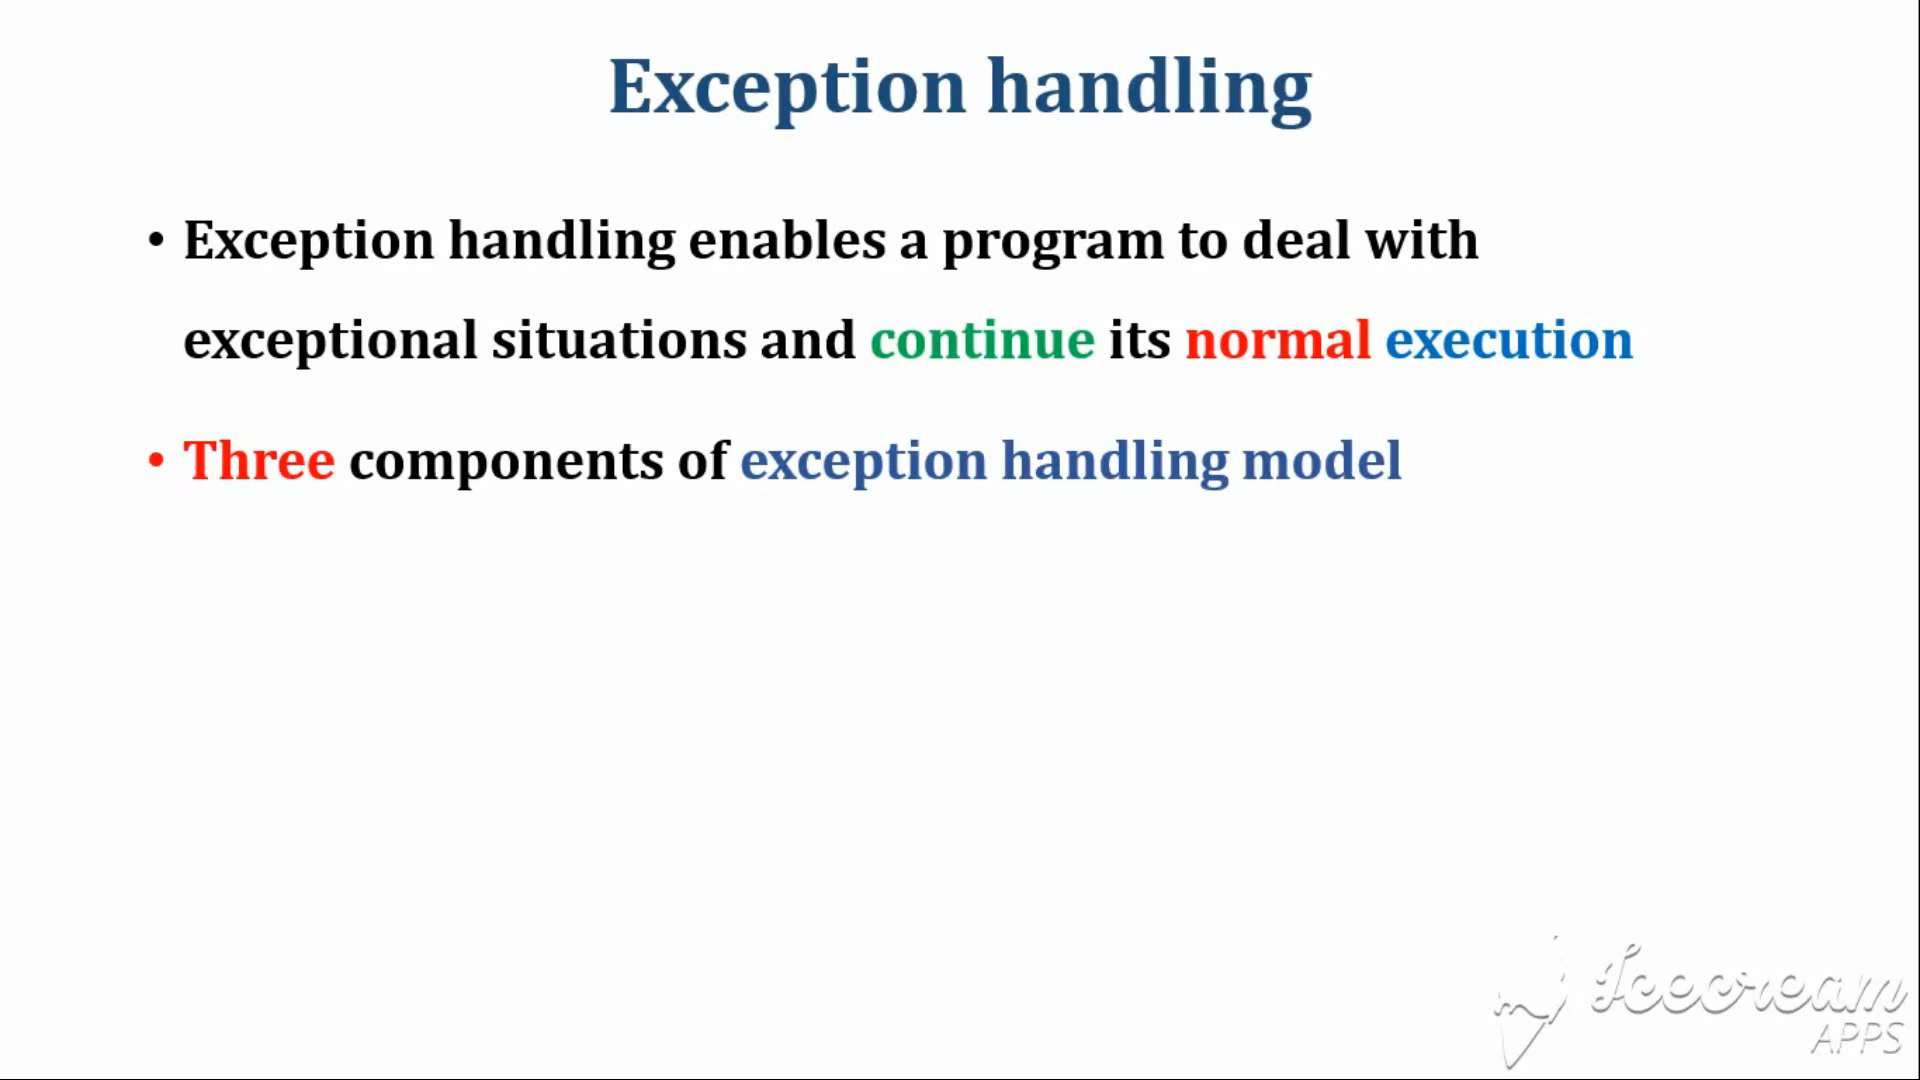 Exception handling
• Exception handling enables a program to deal with
exceptional situations and continue its normal execution
• Three components of exception handling model
Icecream
APPS